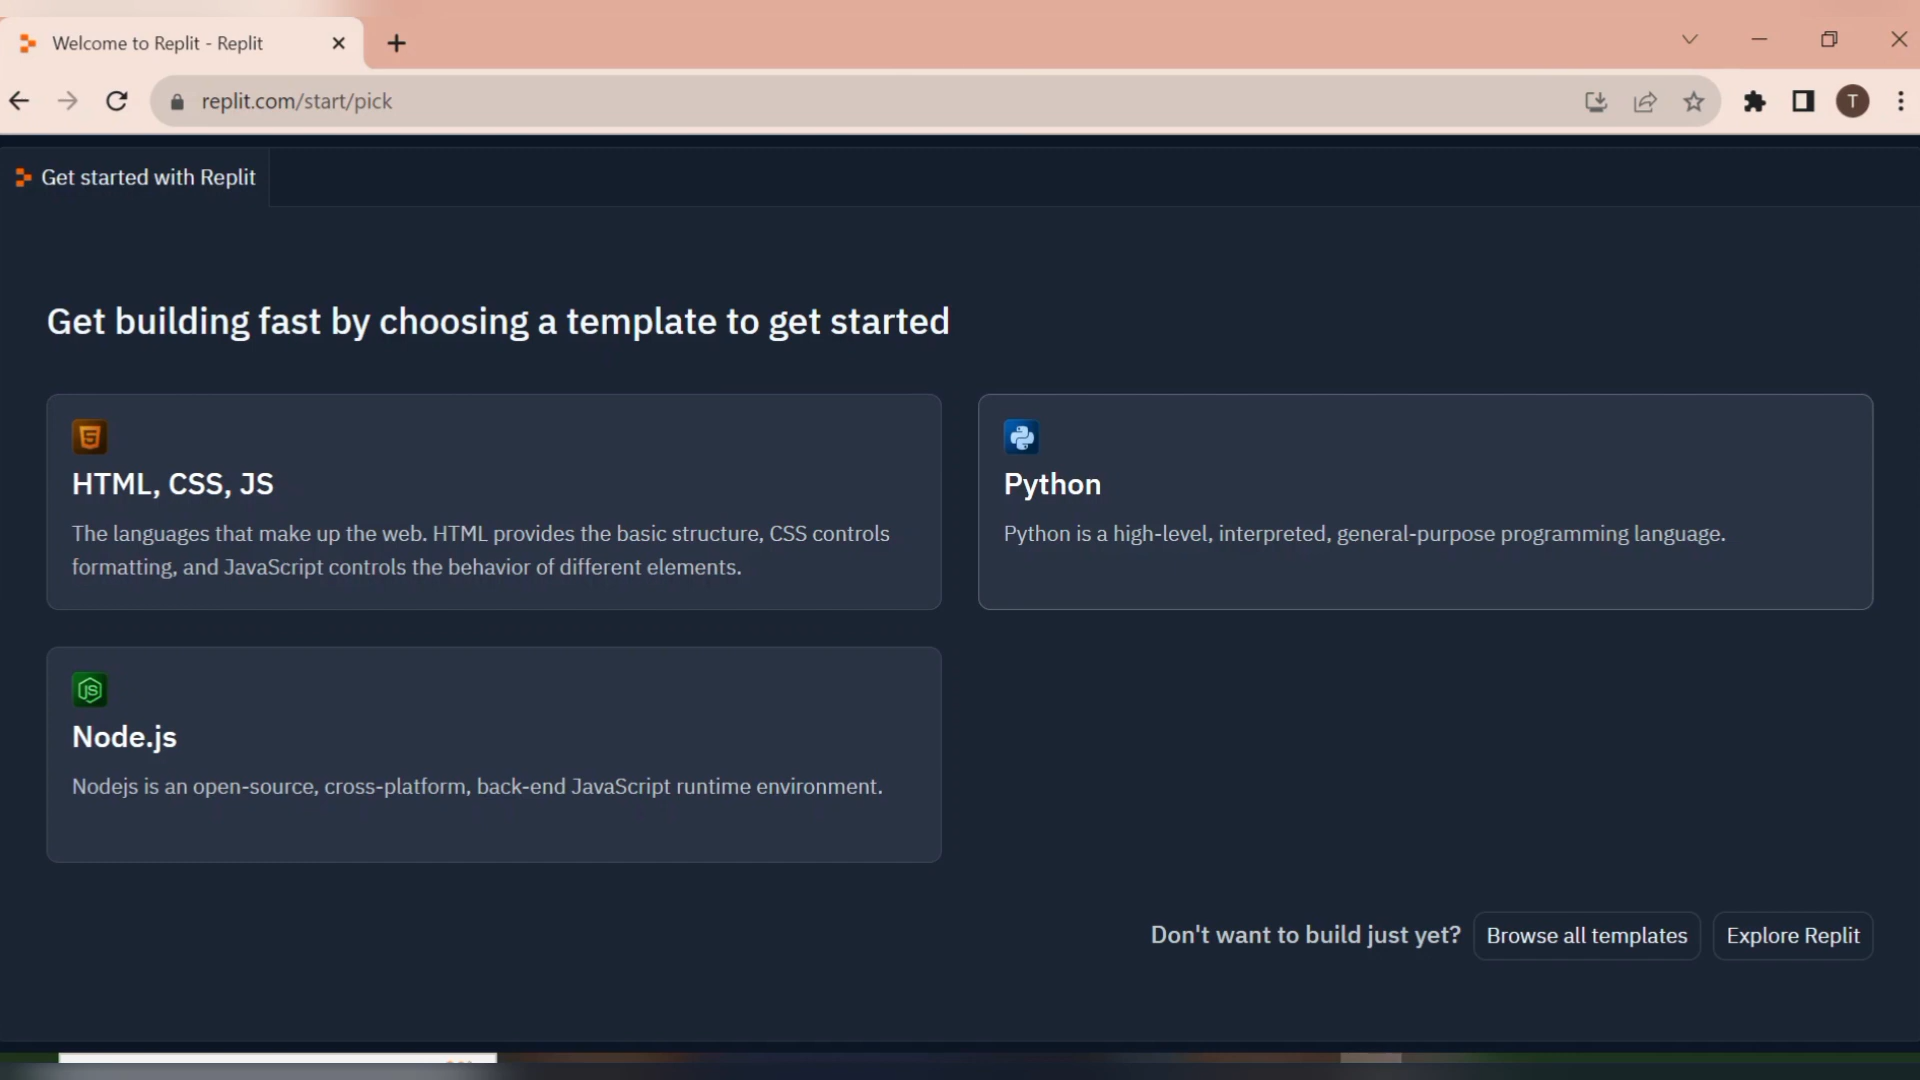 Welcome to Replit - Replit
replit.com/start/pick
T
Get started with Replit
Get building fast by choosing a template to get started
HTML, CSS, JS
The languages that make up the web. HTML provides the basic structure, CSS controls
formatting, and JavaScript controls the behavior of different elements.
Python
Python is a high-level, interpreted, general-purpose programming language.
Node.js
Nodejs is an open-source, cross-platform, back-end JavaScript runtime environment.
Don't want to build just yet? Browse all templates Explore Replit